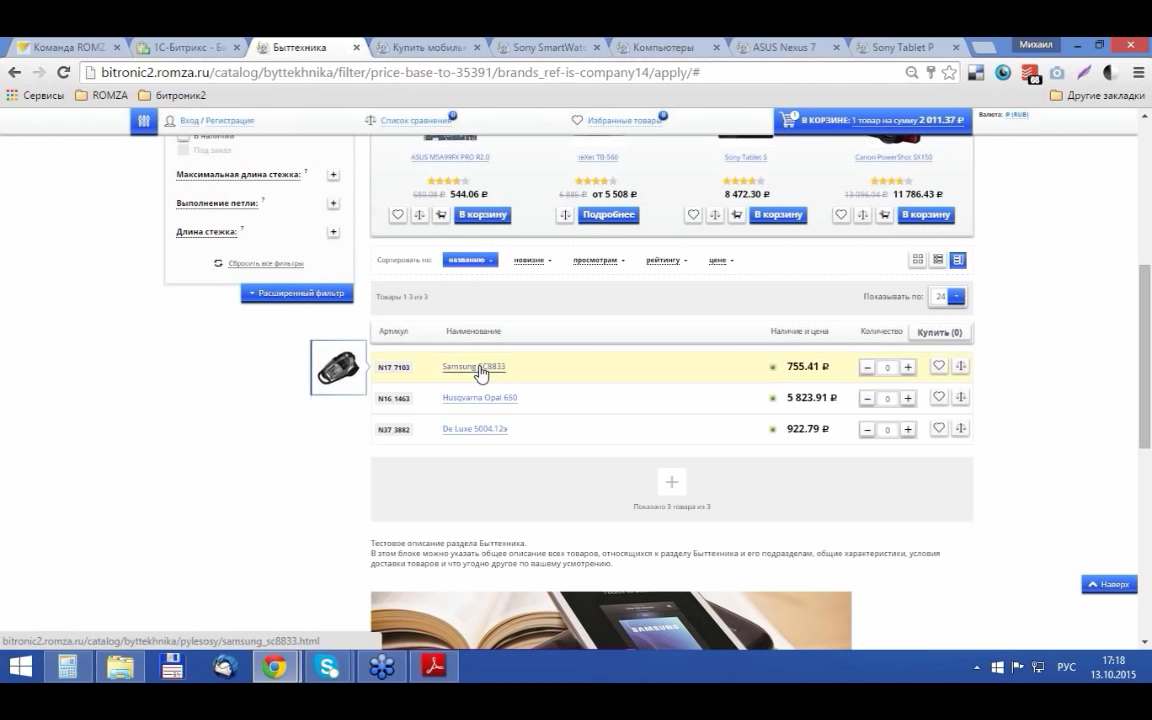 Команда ROMZ
1С-Битрикс - Би
Быттехника
Купить мобильн
Sony SmartWatc
Компьютеры
ASUS Nexus 7
Sony Tablet P
Михаил
bitronic2.romza.ru/catalog/byttekhnika/filter/price-base-to-35391/brands_ref-is-company14/apply/#
Сервисы
ROMZA
битроник2
Другие закладки
Вход / Регистрация
Список сравнения 0
Избранные товары 0
В КОРЗИНЕ: 1 товар на сумму 2 011.37 ₽
Валюта: ₽ (RUB)
В наличии
Под заказ
Максимальная длина стежка: ?
Выполнение петли: ?
Длина стежка: ?
Сбросить все фильтры
Расширенный фильтр
ASUS M5A99FX PRO R2.0
teXet TB-566
Sony Tablet S
Canon PowerShot SX150
680.08 ₽ 544.06 ₽
6 885 ₽ от 5 508 ₽
8 472.30 ₽
13 096.04 ₽ 11 786.43 ₽
В корзину
Подробнее
В корзину
В корзину
Сортировать по: названию новизне просмотрам рейтингу цене
Товары 1-3 из 3
Показывать по: 24
Артикул Наименование Наличие и цена Количество Купить (0)
N17 7103 Samsung SC8833 755.41 ₽ − 0 +
N16 1463 Husqvarna Opal 650 5 823.91 ₽ − 0 +
N37 3882 De Luxe 5004.12э 922.79 ₽ − 0 +
Показано 3 товара из 3
Тестовое описание раздела Быттехника.
В этом блоке можно указать общее описание всех товаров, относящихся к разделу Быттехника и его подразделам, общие характеристики, условия
доставки товаров и что угодно другое по вашему усмотрению.
Наверх
SAMSUNG
bitronic2.romza.ru/catalog/byttekhnika/pylesosy/samsung_sc8833.html
РУС
17:18
13.10.2015